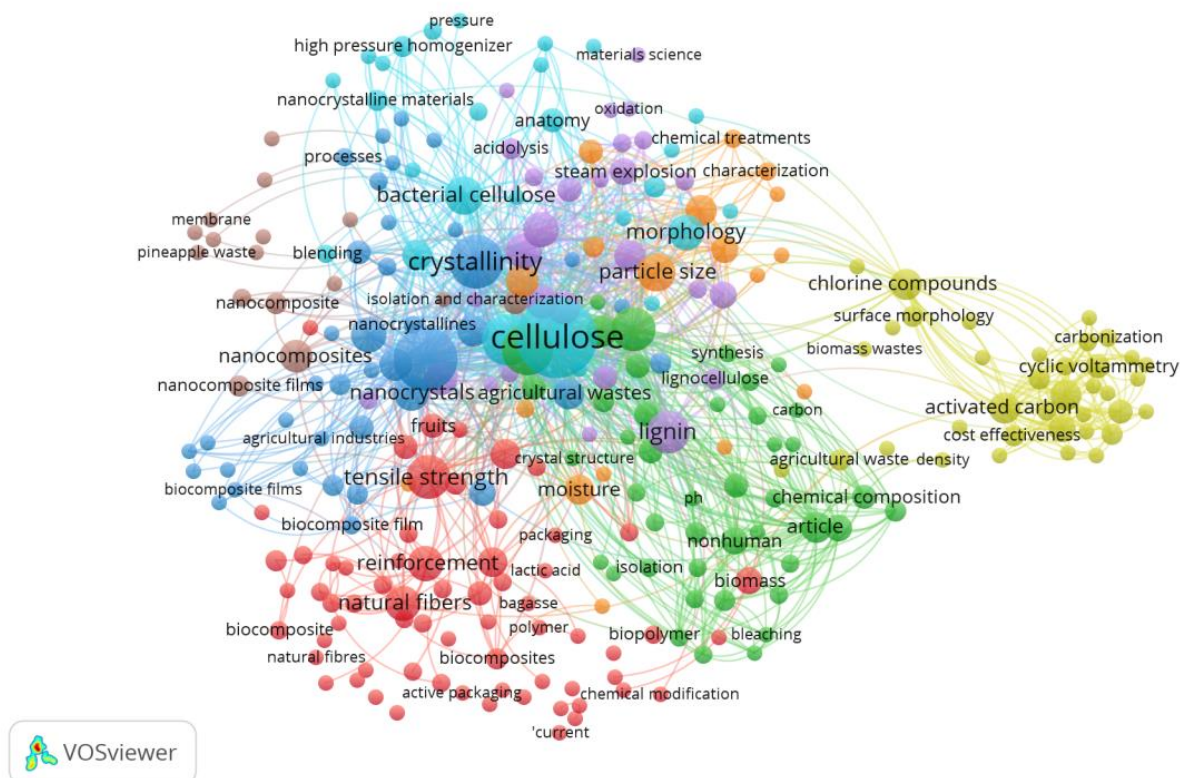 pressure
high pressure homogenizer
materials science
nanocrystalline materials
oxidation
anatomy
chemical treatments
acidolysis
processes
steam explosion
characterization
bacterial cellulose
membrane
morphology
pineapple waste
blending
crystallinity
particle size
chlorine compounds
nanocomposite
isolation and characterization
surface morphology
nanocrystallines
cellulose
carbonization
nanocomposites
synthesis
biomass wastes
cyclic voltammetry
nanocomposite films
nanocrystals
agricultural wastes
lignocellulose
carbon
activated carbon
fruits
lignin
cost effectiveness
agricultural industries
crystal structure
agricultural waste
density
tensile strength
biocomposite films
moisture
ph
chemical composition
biocomposite film
packaging
nonhuman
article
reinforcement
lactic acid
isolation
biomass
natural fibers
bagasse
biocomposite
polymer
biopolymer
bleaching
natural fibres
biocomposites
active packaging
chemical modification
'current
VOSviewer